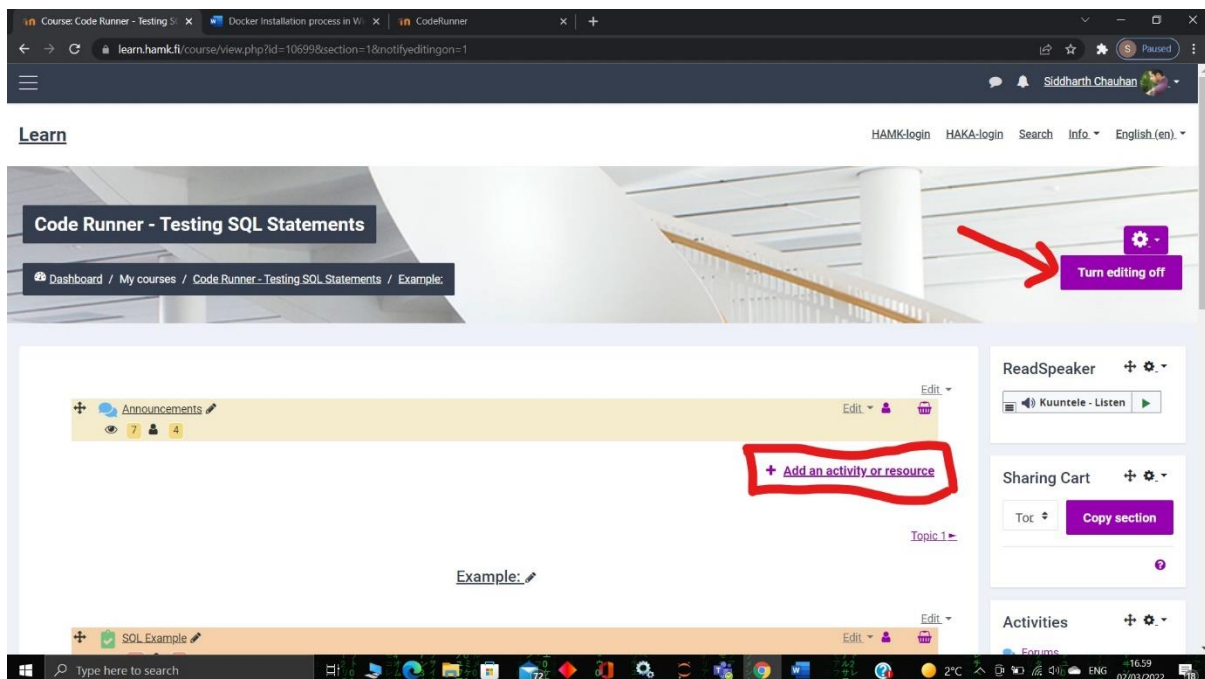 Course: Code Runner - Testing S
Docker Installation process in Wi
CodeRunner
learn.hamk.fi/course/view.php?id=10699&section=1&notifyeditingon=1
S Paused
Siddharth Chauhan
Learn
HAMK-login HAKA-login Search Info English (en)
Code Runner - Testing SQL Statements
Dashboard / My courses / Code Runner - Testing SQL Statements / Example:
Turn editing off
Edit
Announcements
Edit
7 4
+ Add an activity or resource
Topic 1
Example:
Edit
SQL Example
Edit
ReadSpeaker
Kuuntele - Listen
Sharing Cart
Copy section
Activities
Forums
Type here to search
72
2°C
ENG
16.59
02/03/2022
18